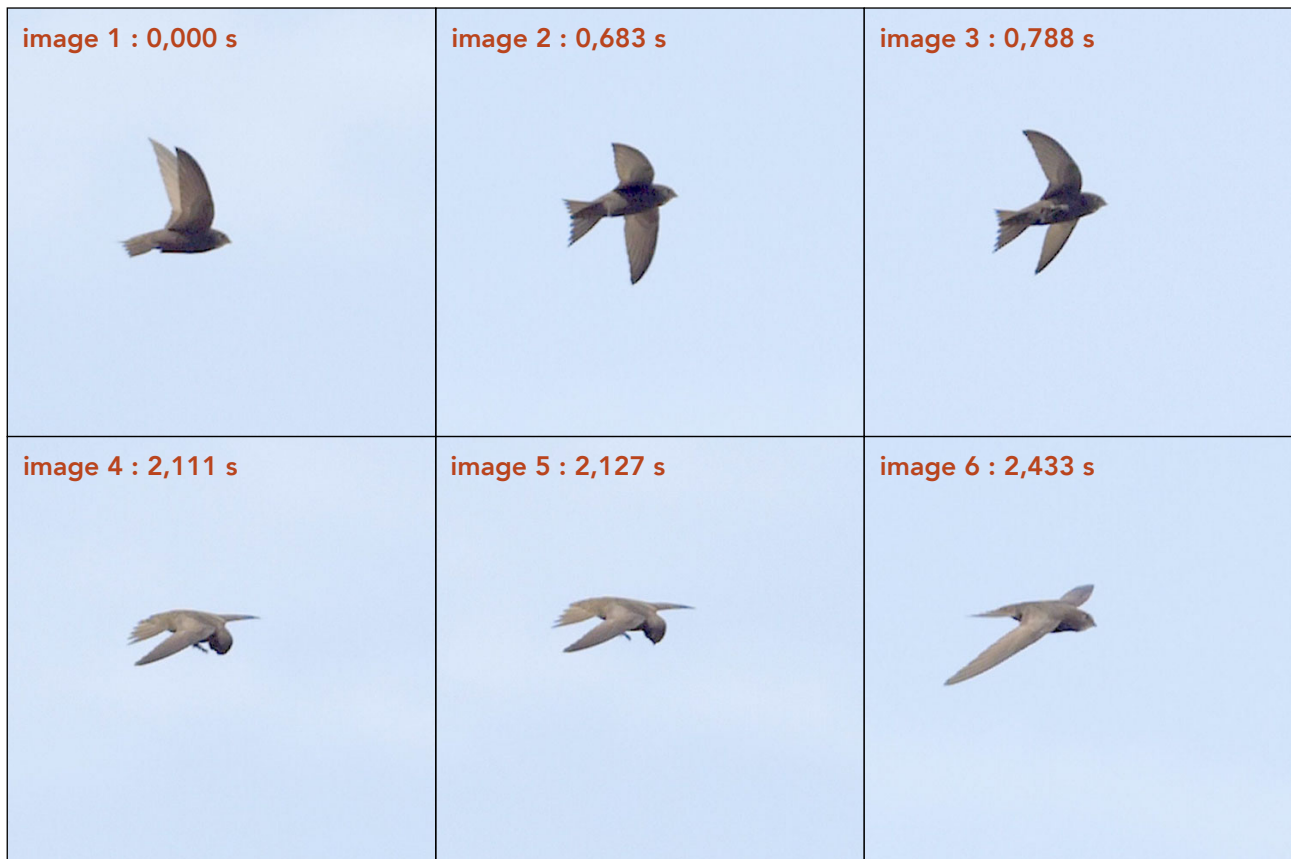 image 1 : 0,000 s
image 2 : 0,683 s
image 3 : 0,788 s
image 4 : 2,111 s
image 5 : 2,127 s
image 6 : 2,433 s